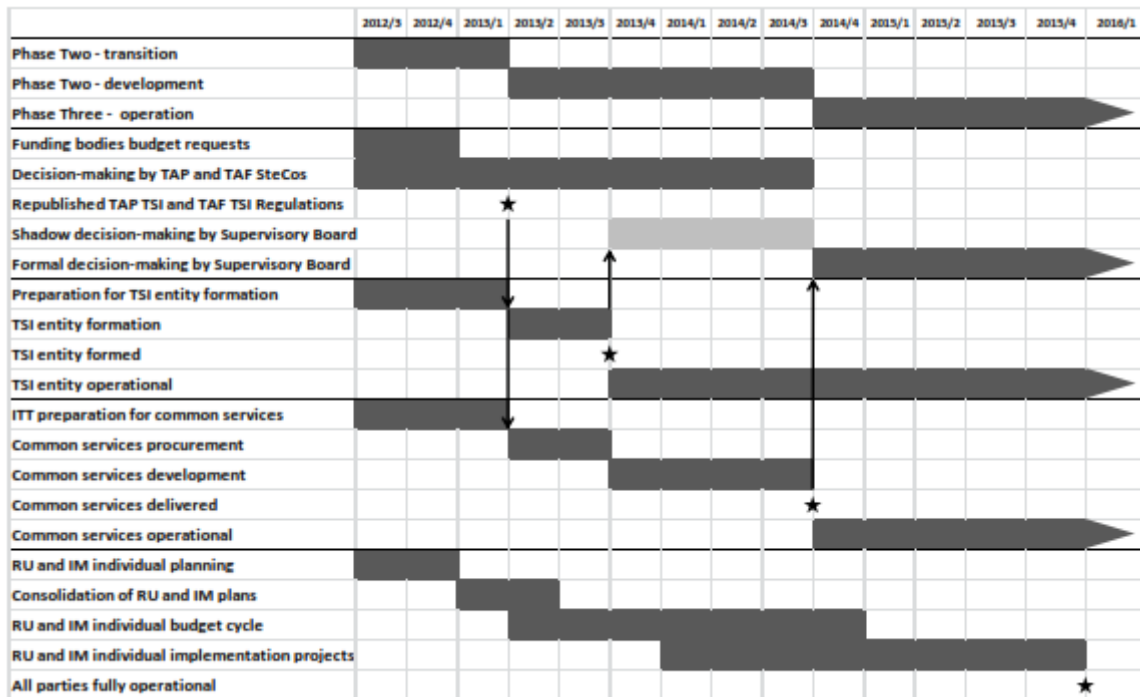 2012/3 2012/4 2013/1 2013/2 2013/3 2013/4 2014/1 2014/2 2014/3 2014/4 2015/1 2015/2 2015/3 2015/4 2016/1
Phase Two - transition
Phase Two - development
Phase Three - operation
Funding bodies budget requests
Decision-making by TAP and TAF SteCos
Republished TAP TSI and TAF TSI Regulations
Shadow decision-making by Supervisory Board
Formal decision-making by Supervisory Board
Preparation for TSI entity formation
TSI entity formation
TSI entity formed
TSI entity operational
ITT preparation for common services
Common services procurement
Common services development
Common services delivered
Common services operational
RU and IM individual planning
Consolidation of RU and IM plans
RU and IM individual budget cycle
RU and IM individual implementation projects
All parties fully operational